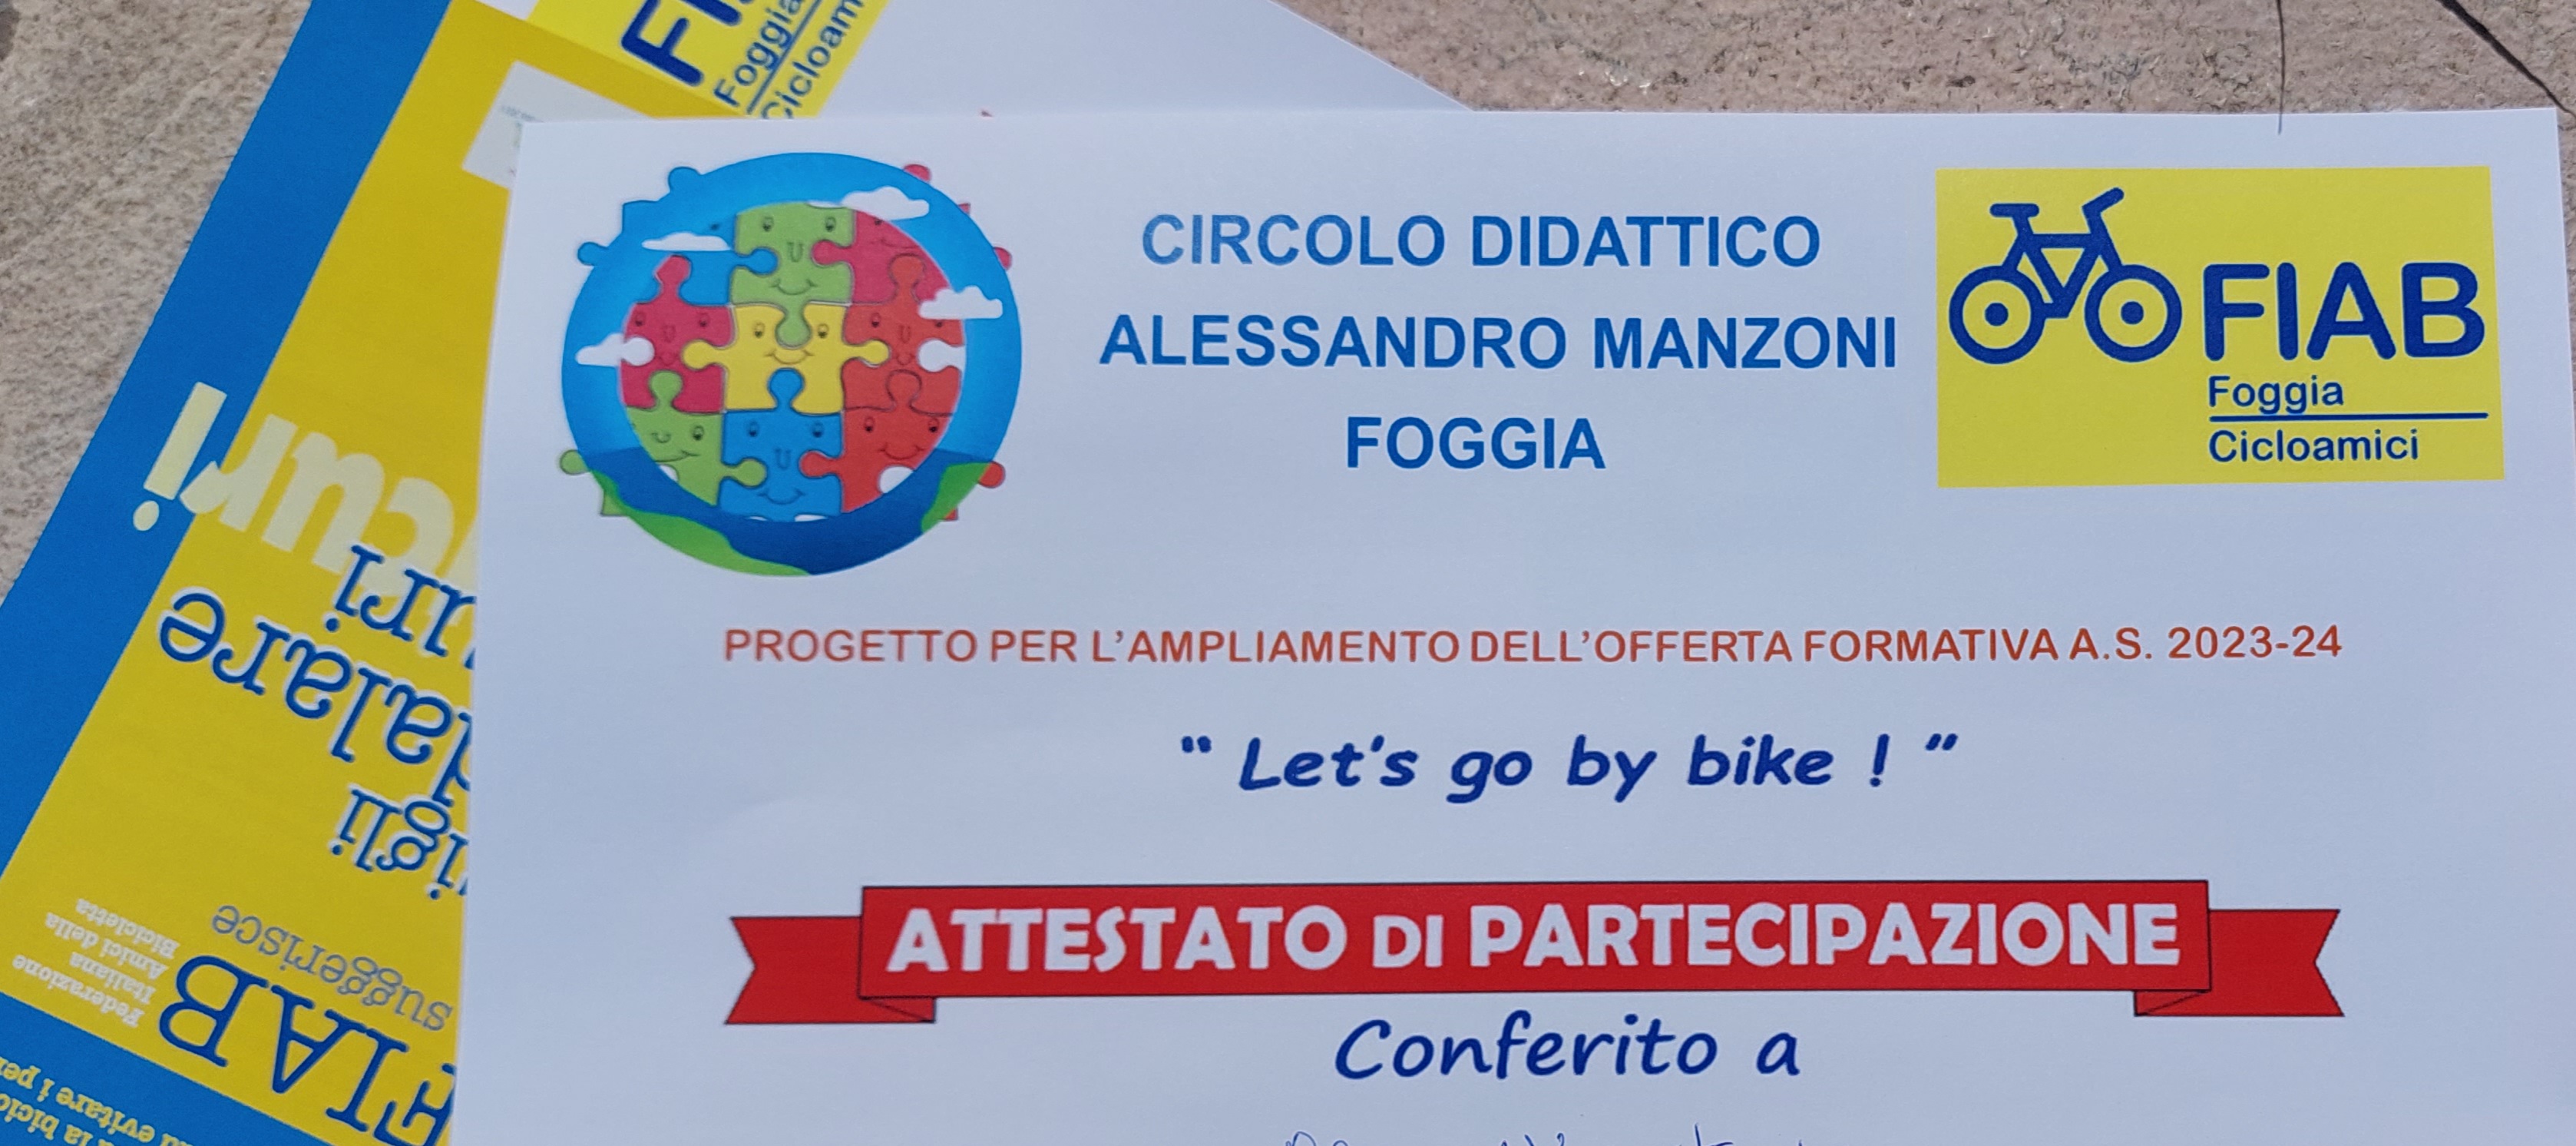 CIRCOLO DIDATTICO
ALESSANDRO MANZONI
FOGGIA
FIAB
Foggia
Cicloamici
PROGETTO PER L'AMPLIAMENTO DELL'OFFERTA FORMATIVA A.S. 2023-24
" Let's go by bike ! "
ATTESTATO DI PARTECIPAZIONE
Conferito a
Foggia
FIAB
suggerisce
Federazione
Italiana
Amici della
Bicicletta
evitare i